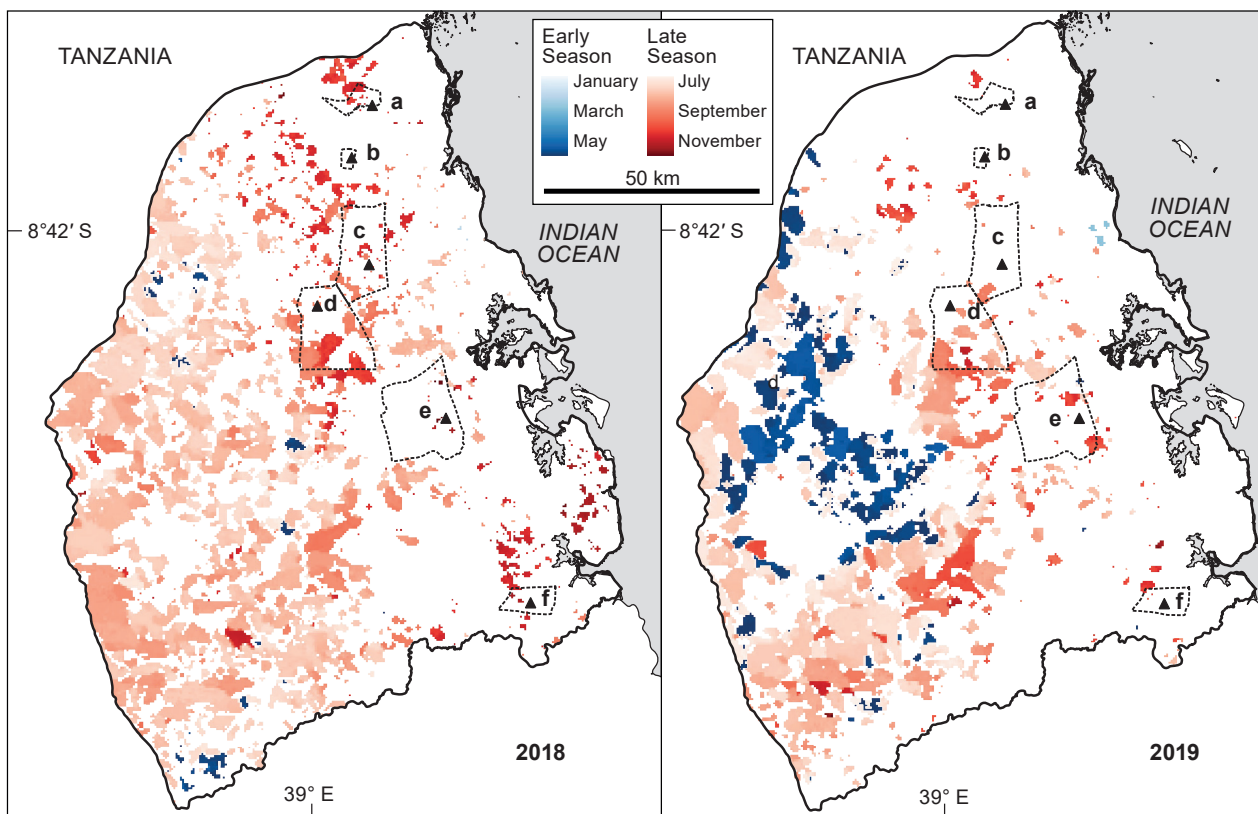 TANZANIA
Early
Season
Late
Season
January
March
May
July
September
November
50 km
a
b
c
d
e
f
8°42′ S
INDIAN
OCEAN
39° E
2018
TANZANIA
a
b
c
d
d
e
f
8°42′ S
INDIAN
OCEAN
39° E
2019